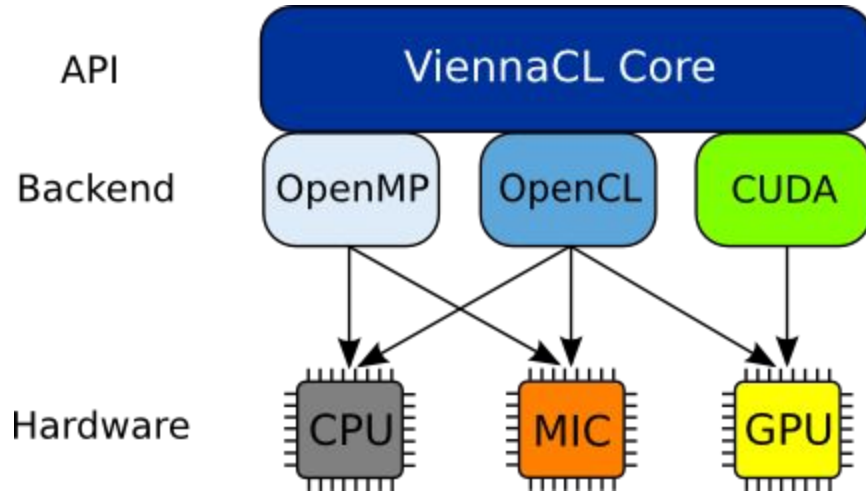 API
ViennaCL Core
Backend
OpenMP
OpenCL
CUDA
Hardware
CPU
MIC
GPU